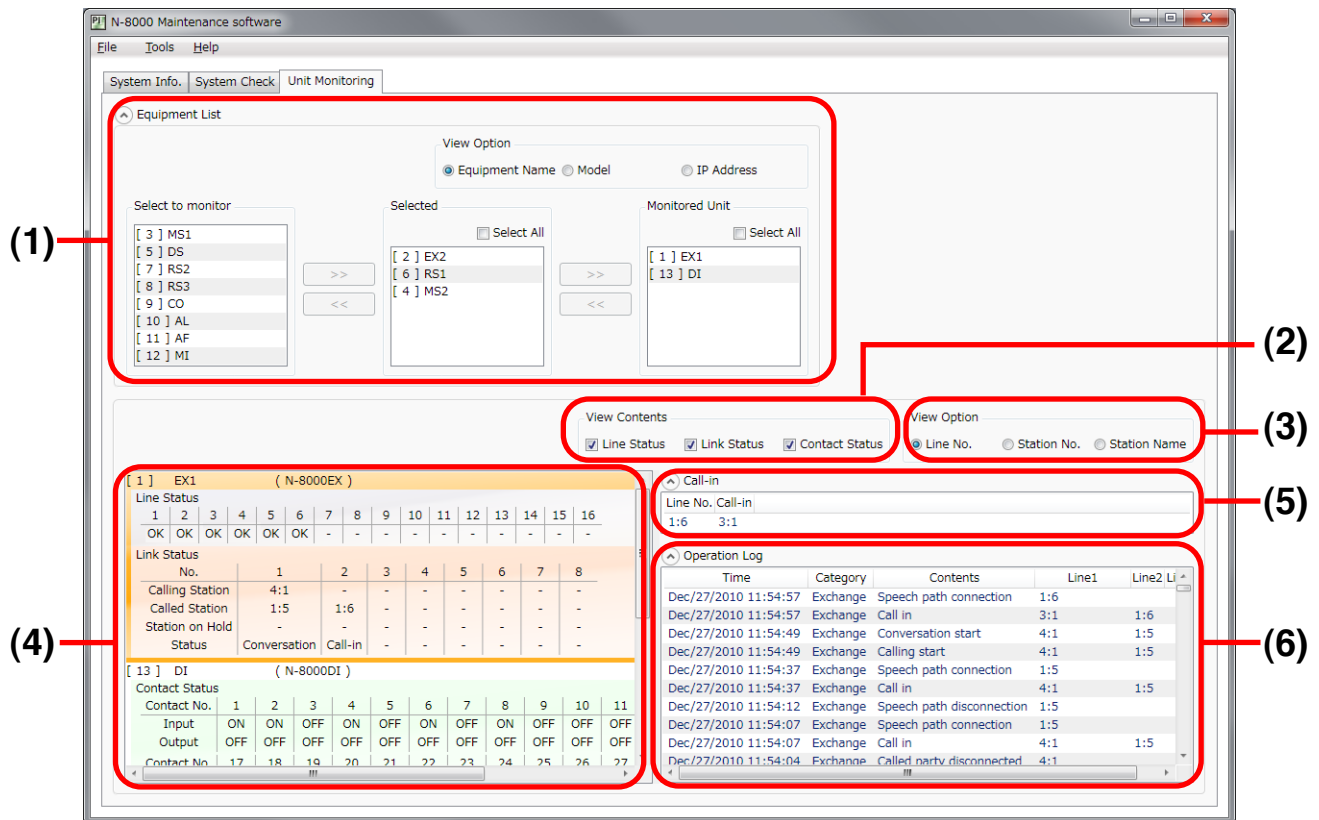 N-8000 Maintenance software
File Tools Help
System Info. System Check Unit Monitoring
Equipment List
View Option
Equipment Name Model IP Address
Select to monitor Selected Monitored Unit
Select All Select All
[ 3 ] MS1
[ 5 ] DS
[ 7 ] RS2
[ 8 ] RS3
[ 9 ] CO
[ 10 ] AL
[ 11 ] AF
[ 12 ] MI
>>
<<
[ 2 ] EX2
[ 6 ] RS1
[ 4 ] MS2
>>
<<
[ 1 ] EX1
[ 13 ] DI
(1)
(2)
View Contents
Line Status Link Status Contact Status
View Option
Line No. Station No. Station Name
(3)
[ 1 ] EX1 ( N-8000EX )
Line Status
1 2 3 4 5 6 7 8 9 10 11 12 13 14 15 16
OK OK OK OK OK OK - - - - - - - - - -
Link Status
No. 1 2 3 4 5 6 7 8
Calling Station 4:1 - - - - - - -
Called Station 1:5 1:6 - - - - - -
Station on Hold - - - - - - - -
Status Conversation Call-in - - - - - -
[ 13 ] DI ( N-8000DI )
Contact Status
Contact No. 1 2 3 4 5 6 7 8 9 10 11
Input ON ON OFF ON OFF ON OFF ON OFF OFF OFF
Output OFF OFF OFF OFF OFF OFF OFF OFF OFF OFF OFF
Contact No. 17 18 19 20 21 22 23 24 25 26 27
(4)
Call-in
Line No. Call-in
1:6 3:1
(5)
Operation Log
Time Category Contents Line1 Line2 Li
Dec/27/2010 11:54:57 Exchange Speech path connection 1:6
Dec/27/2010 11:54:57 Exchange Call in 3:1 1:6
Dec/27/2010 11:54:49 Exchange Conversation start 4:1 1:5
Dec/27/2010 11:54:49 Exchange Calling start 4:1 1:5
Dec/27/2010 11:54:37 Exchange Speech path connection 1:5
Dec/27/2010 11:54:37 Exchange Call in 4:1 1:5
Dec/27/2010 11:54:12 Exchange Speech path disconnection 1:5
Dec/27/2010 11:54:07 Exchange Speech path connection 1:5
Dec/27/2010 11:54:07 Exchange Call in 4:1 1:5
Dec/27/2010 11:54:04 Exchange Called party disconnected 4:1
(6)